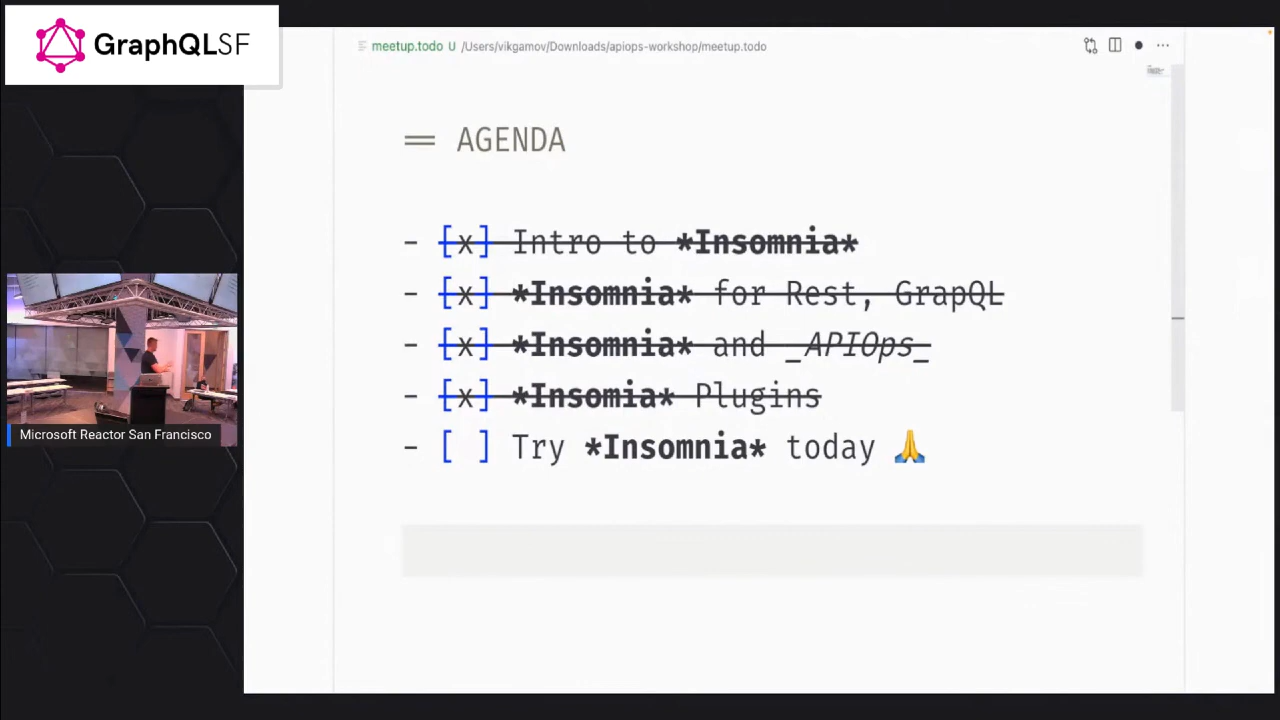 GraphQLSF
meetup.todo U /Users/vikgamov/Downloads/apiops-workshop/meetup.todo
= AGENDA
- [x] Intro to *Insomnia*
- [x] *Insomnia* for Rest, GrapQL
- [x] *Insomnia* and _APIOps_
- [x] *Insomia* Plugins
- [ ] Try *Insomnia* today 🙏
Microsoft Reactor San Francisco